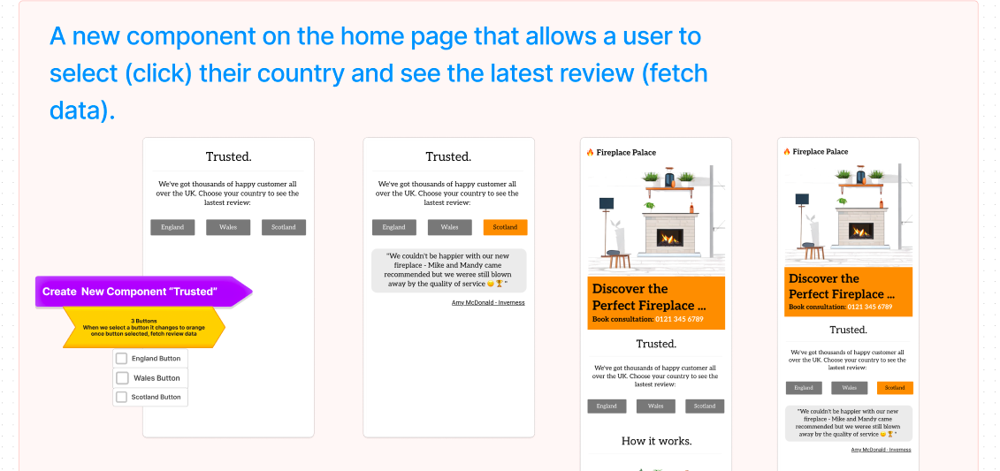 A new component on the home page that allows a user to
select (click) their country and see the latest review (fetch
data).
Trusted.
We've got thousands of happy customer all
over the UK. Choose your country to see the
lastest review:
England
Wales
Scotland
Create New Component "Trusted"
3 Buttons
When we select a button it changes to orange
once button selected, fetch review data
England Button
Wales Button
Scotland Button
Trusted.
We've got thousands of happy customer all
over the UK. Choose your country to see the
lastest review:
England
Wales
Scotland
"We couldn't be happier with our new
fireplace - Mike and Mandy came
recommended but we weree still blown
away by the quality of service 😊 🏆 "
Amy McDonald - Inverness
🔥 Fireplace Palace
Discover the
Perfect Fireplace ...
Book consultation: 0121 345 6789
Trusted.
We've got thousands of happy customer all
over the UK. Choose your country to see the
lastest review:
England
Wales
Scotland
How it works.
🔥 Fireplace Palace
Discover the
Perfect Fireplace ...
Book consultation: 0121 345 6789
Trusted.
We've got thousands of happy customer all
over the UK. Choose your country to see the
lastest review:
England
Wales
Scotland
"We couldn't be happier with our new
fireplace - Mike and Mandy came
recommended but we weree still blown
away by the quality of service 😊 🏆 "
Amy McDonald - Inverness